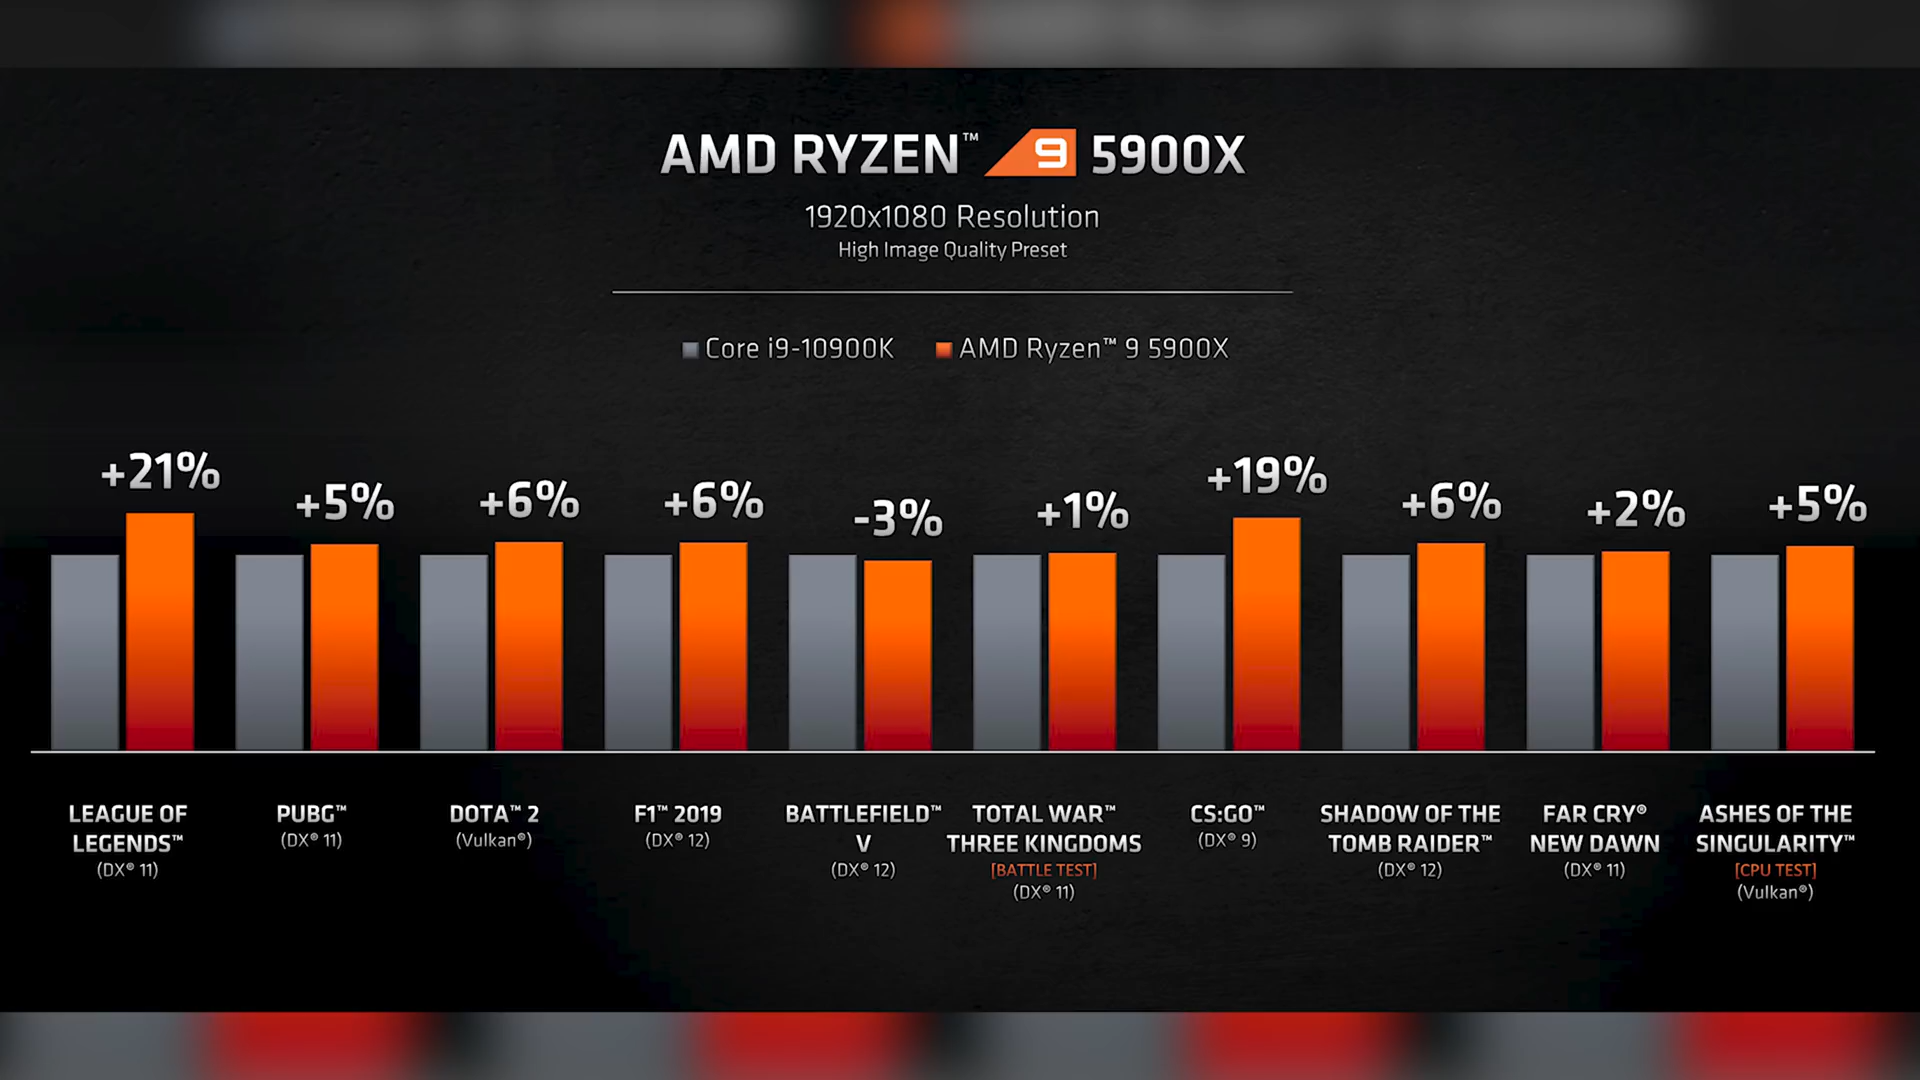 AMD RYZEN™ 9 5900X
1920x1080 Resolution
High Image Quality Preset
Core i9-10900K AMD Ryzen™ 9 5900X
+21% +5% +6% +6% -3% +1% +19% +6% +2% +5%
LEAGUE OF
LEGENDS™
(DX® 11)
PUBG™
(DX® 11)
DOTA™ 2
(Vulkan®)
F1™ 2019
(DX® 12)
BATTLEFIELD™
V
(DX® 12)
TOTAL WAR™
THREE KINGDOMS
[BATTLE TEST]
(DX® 11)
CS:GO™
(DX® 9)
SHADOW OF THE
TOMB RAIDER™
(DX® 12)
FAR CRY®
NEW DAWN
(DX® 11)
ASHES OF THE
SINGULARITY™
[CPU TEST]
(Vulkan®)